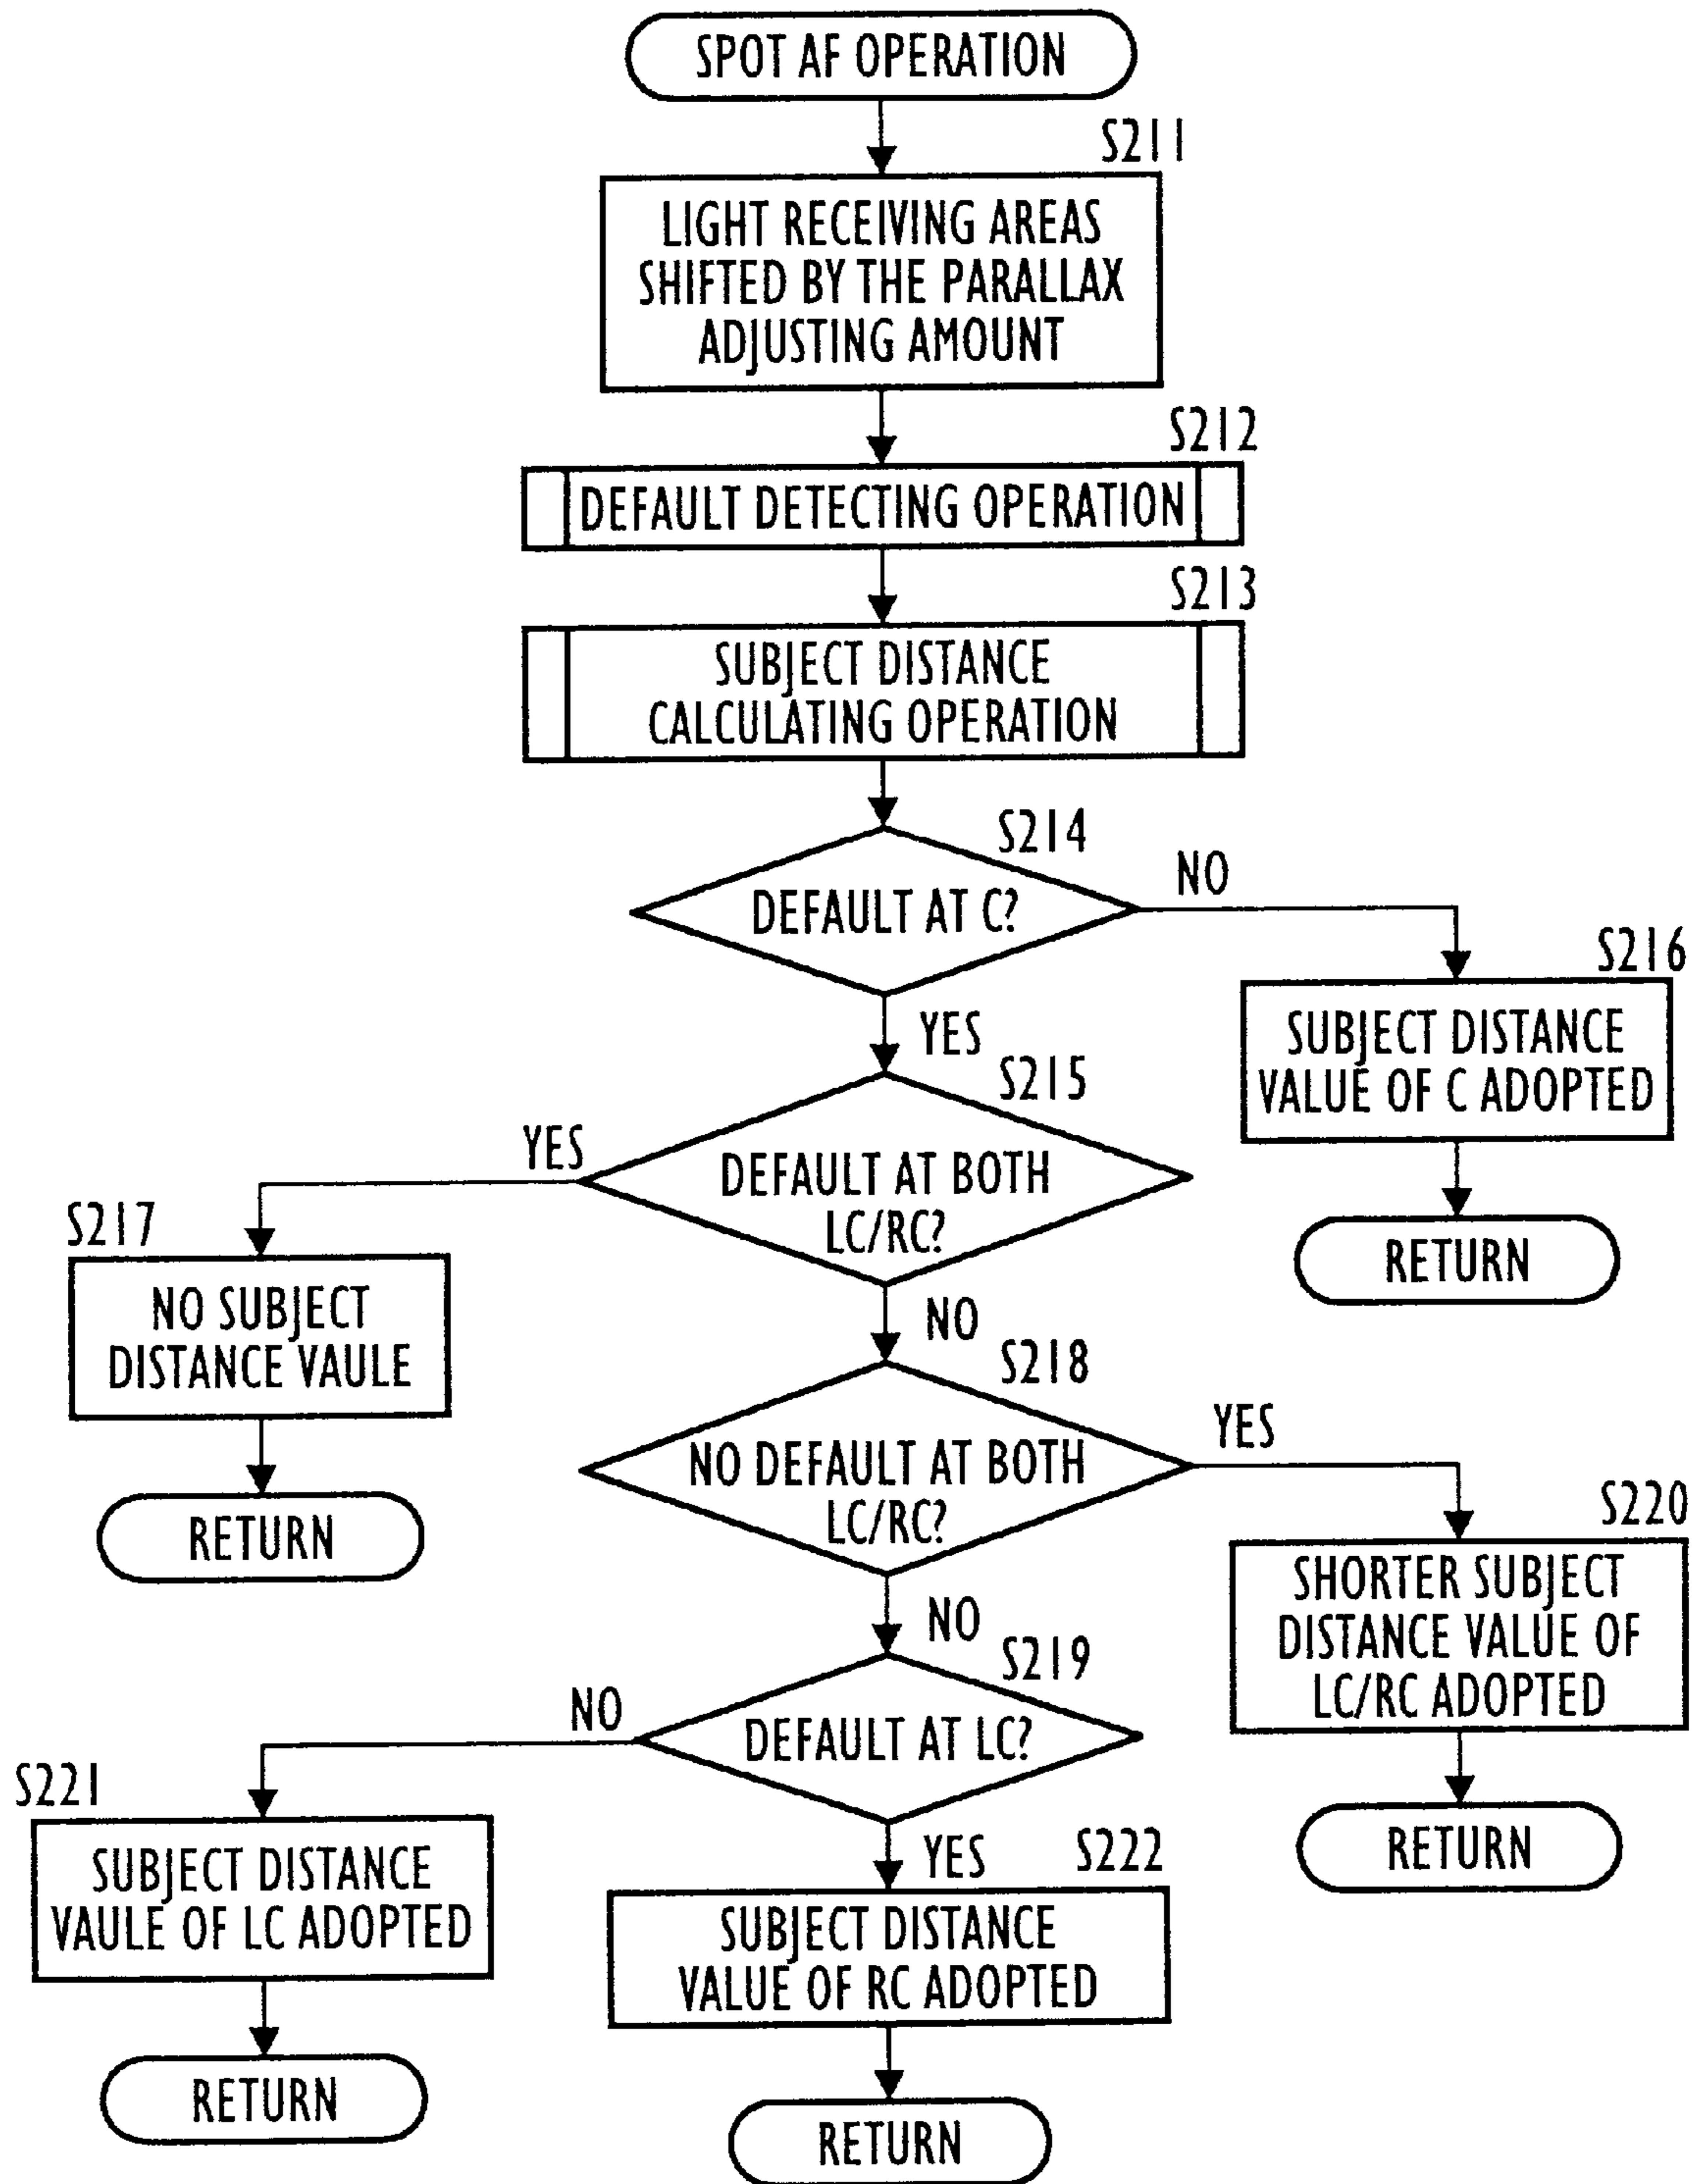 SPOT AF OPERATION
S211
LIGHT RECEIVING AREAS
SHIFTED BY THE PARALLAX
ADJUSTING AMOUNT
S212
DEFAULT DETECTING OPERATION
S213
SUBJECT DISTANCE
CALCULATING OPERATION
S214
DEFAULT AT C?
NO
S216
SUBJECT DISTANCE
VALUE OF C ADOPTED
RETURN
YES
S215
DEFAULT AT BOTH
LC/RC?
YES
S217
NO SUBJECT
DISTANCE VAULE
RETURN
NO
S218
NO DEFAULT AT BOTH
LC/RC?
YES
S220
SHORTER SUBJECT
DISTANCE VALUE OF
LC/RC ADOPTED
RETURN
NO
S219
DEFAULT AT LC?
NO
S221
SUBJECT DISTANCE
VAULE OF LC ADOPTED
RETURN
YES
S222
SUBJECT DISTANCE
VALUE OF RC ADOPTED
RETURN